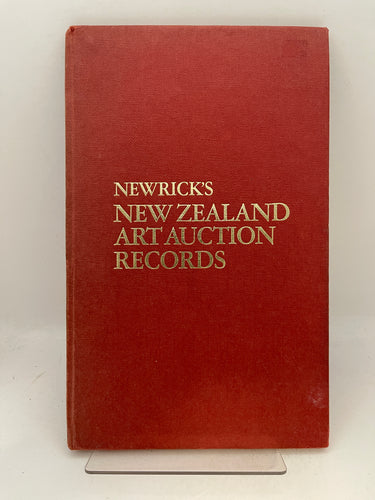 NEWRICK'S
NEW ZEALAND
ART AUCTION
RECORDS